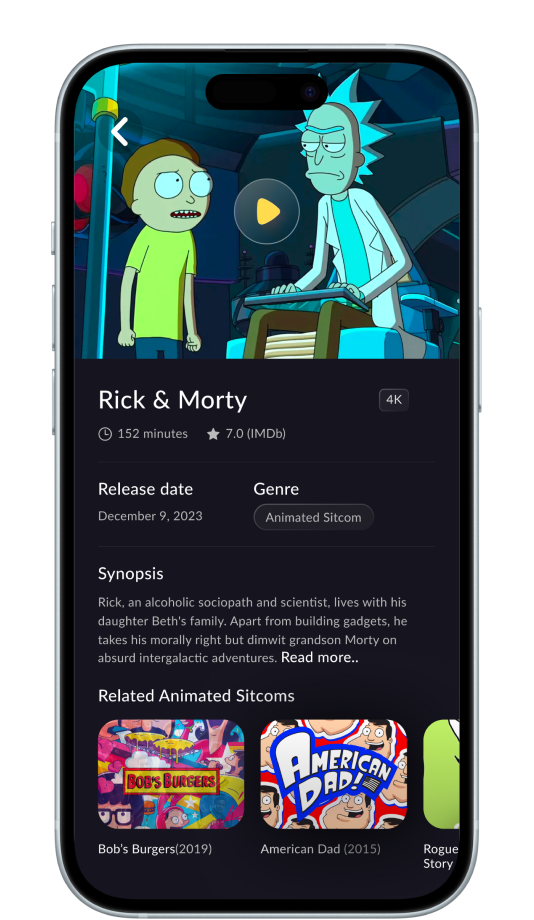 Rick & Morty
4K
152 minutes
7.0 (IMDb)
Release date
Genre
December 9, 2023
Animated Sitcom
Synopsis
Rick, an alcoholic sociopath and scientist, lives with his
daughter Beth's family. Apart from building gadgets, he
takes his morally right but dimwit grandson Morty on
absurd intergalactic adventures. Read more..
Related Animated Sitcoms
BOB'S BURGERS
AMERICAN
DAD!
Bob's Burgers(2019)
American Dad (2015)
Rogue
Story